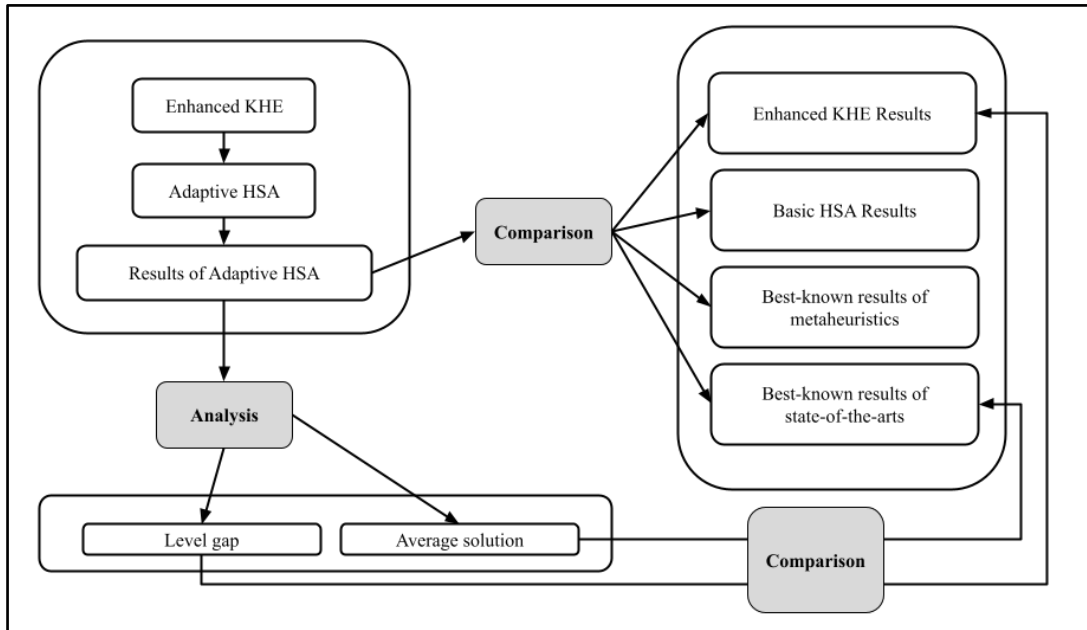 Enhanced KHE
Adaptive HSA
Results of Adaptive HSA
Comparison
Enhanced KHE Results
Basic HSA Results
Best-known results of
metaheuristics
Best-known results of
state-of-the-arts
Analysis
Level gap
Average solution
Comparison